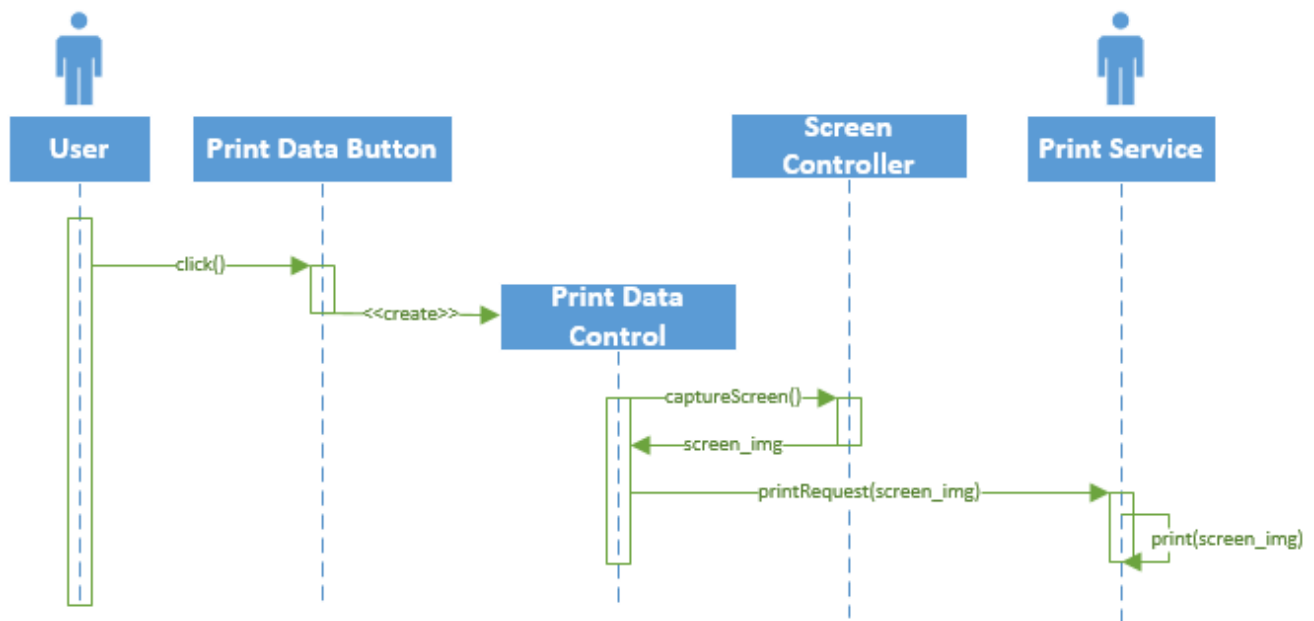 User
Print Data Button
Screen
Controller
Print Service
click()
<<create>>
Print Data
Control
captureScreen()
screen_img
printRequest(screen_img)
print(screen_img)